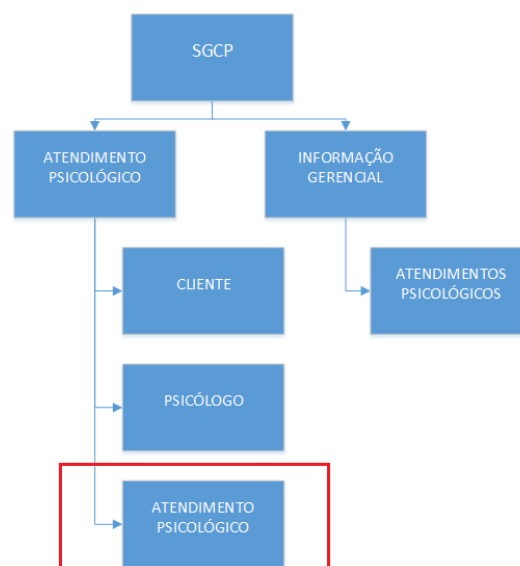 SGCP
ATENDIMENTO
PSICOLÓGICO
INFORMAÇÃO
GERENCIAL
CLIENTE
ATENDIMENTOS
PSICOLÓGICOS
PSICÓLOGO
ATENDIMENTO
PSICOLÓGICO